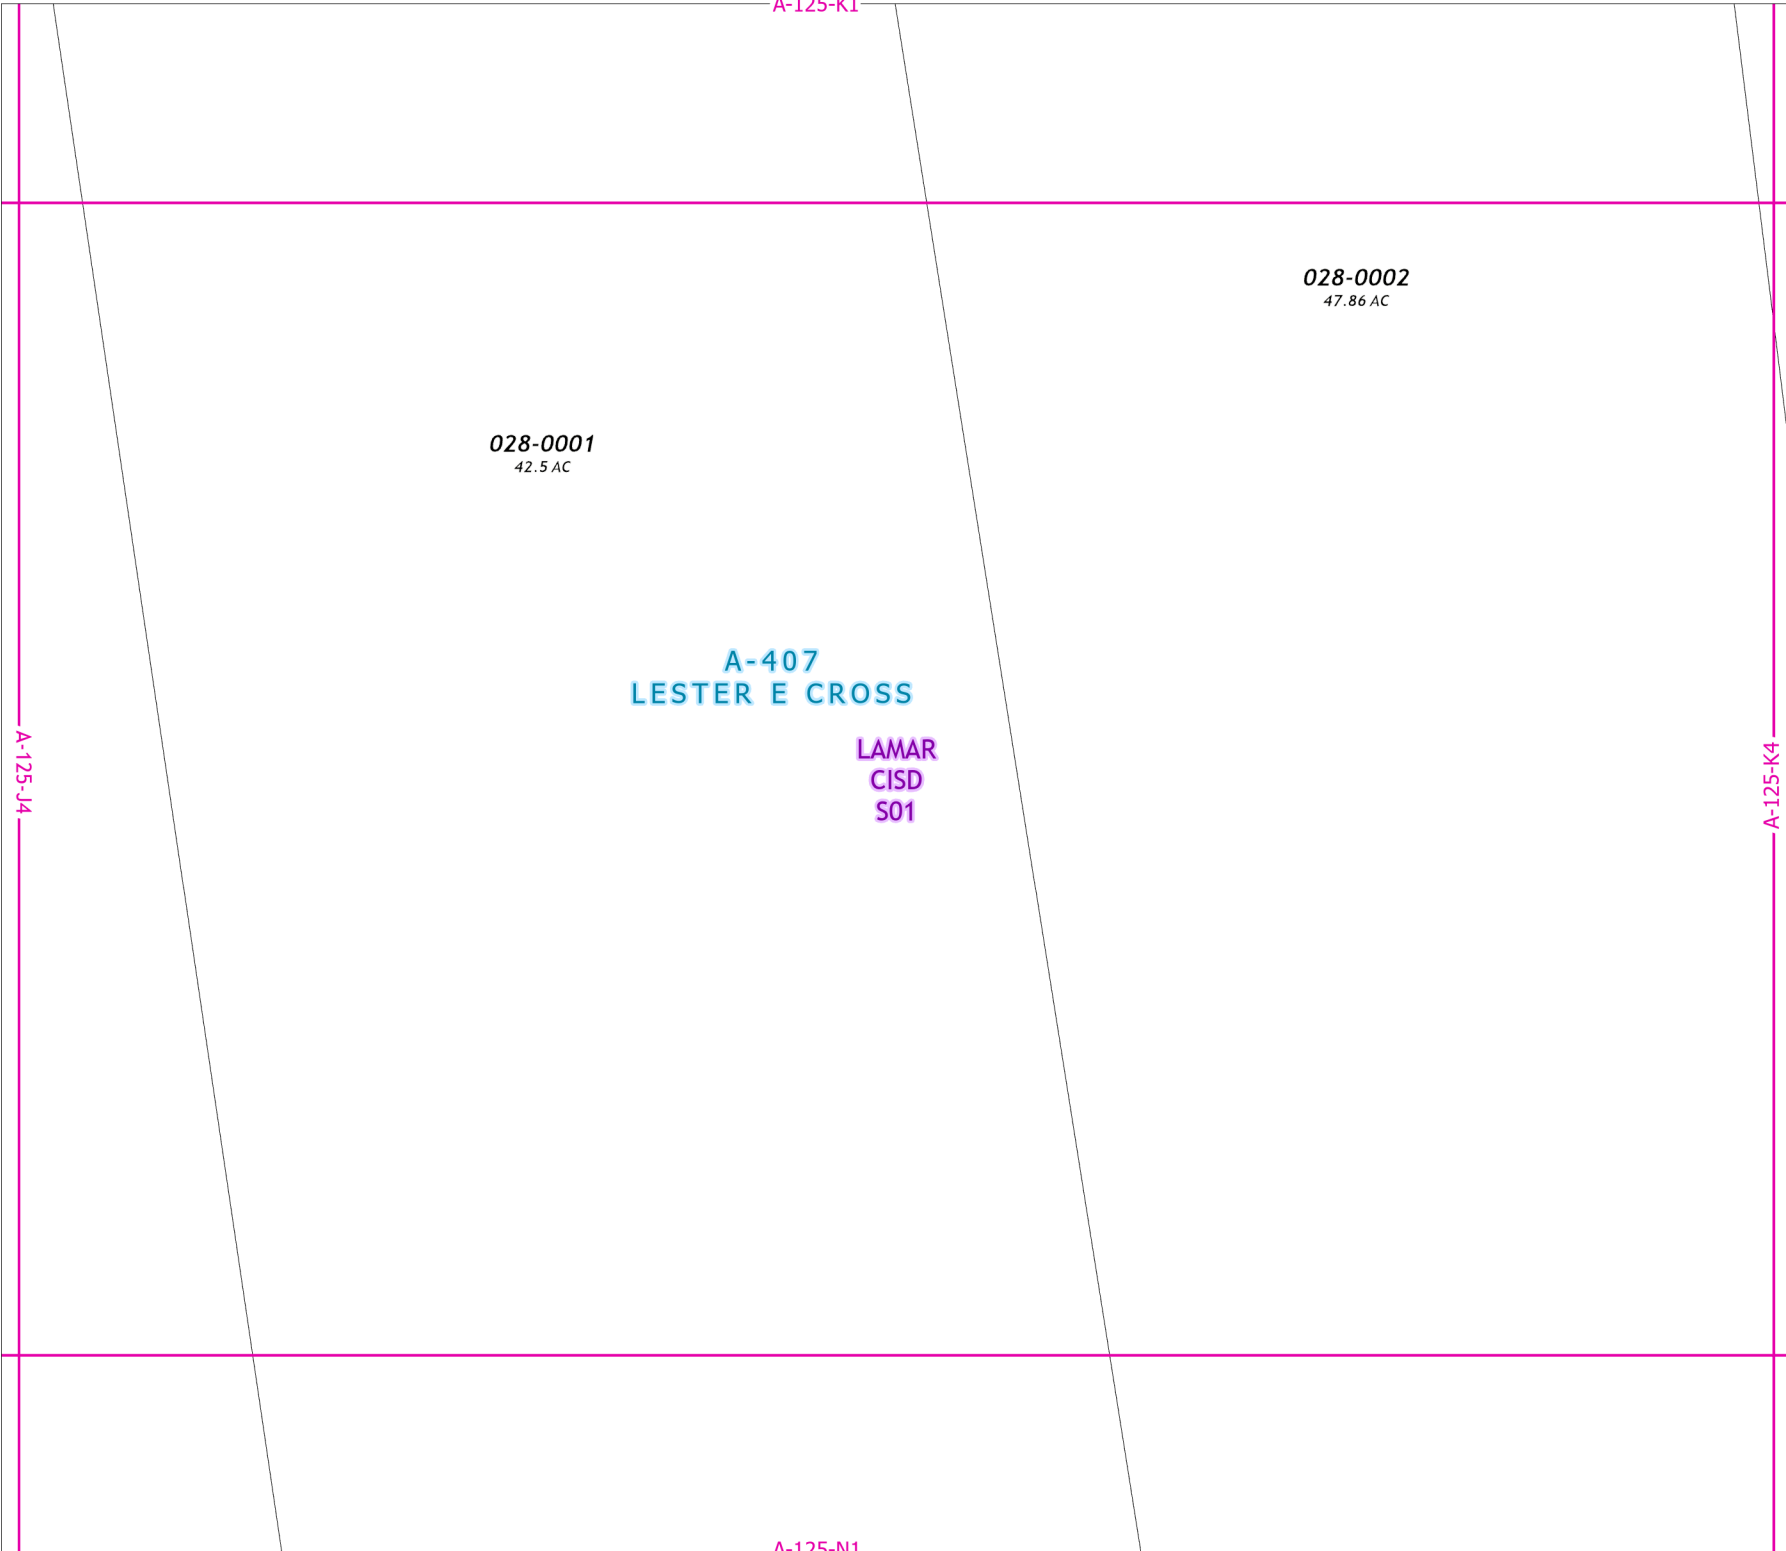 A-125-K1
028-0002
47.86 AC
028-0001
42.5 AC
A-407
LESTER E CROSS
LAMAR
CISD
S01
A-125-J4
A-125-K4
A-125-N1